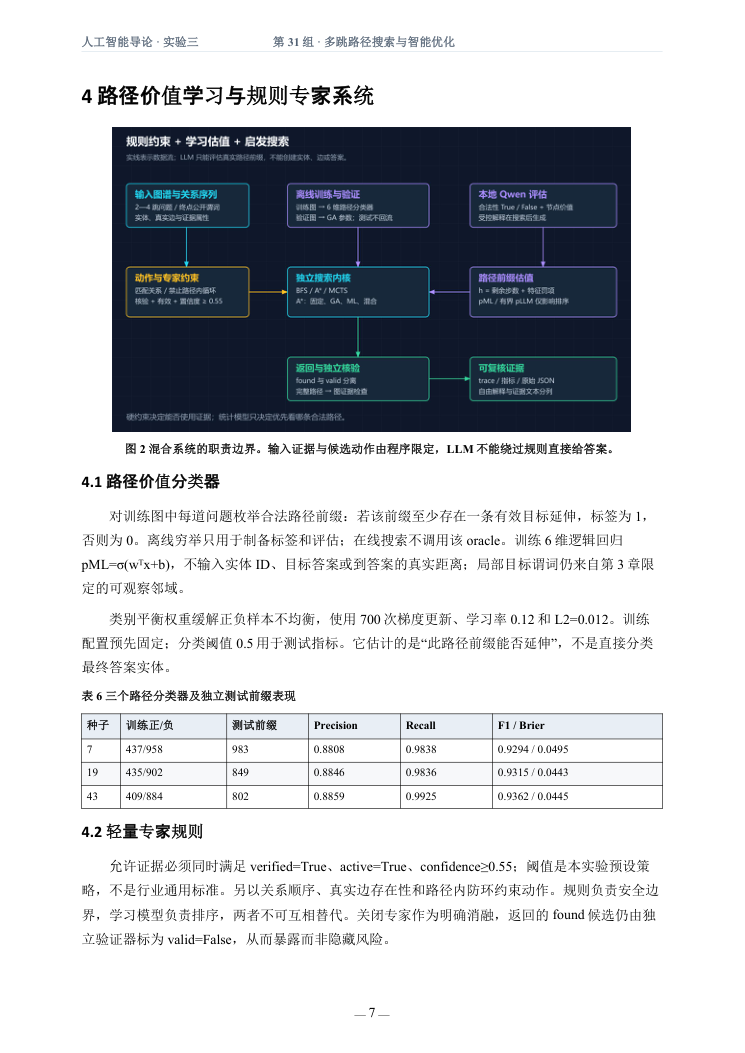 人工智能导论 · 实验三 第 31 组 · 多跳路径搜索与智能优化
4 路径价值学习与规则专家系统
规则约束 + 学习估值 + 启发搜索
实线表示数据流；LLM 只能评估真实路径前缀，不能创建实体、边或答案。
输入图谱与关系序列
2—4 跳问题 / 终点公开谓词
实体、真实边与证据属性
离线训练与验证
训练图 → 6 维路径分类器
验证图 → GA 参数；测试不回流
本地 Qwen 评估
合法性 True / False + 节点价值
受控解释在搜索后生成
动作与专家约束
匹配关系 / 禁止路径内循环
核验 + 有效 + 置信度 ≥ 0.55
独立搜索内核
BFS / A* / MCTS
A*：固定、GA、ML、混合
路径前缀估值
h = 剩余步数 + 特征罚项
pML / 有界 pLLM 仅影响排序
返回与独立核验
found 与 valid 分离
完整路径 → 图证据检查
可复核证据
trace / 指标 / 原始 JSON
自由解释与证据文本分列
硬约束决定能否使用证据；统计模型只决定优先看哪条合法路径。
图 2 混合系统的职责边界。输入证据与候选动作由程序限定，LLM 不能绕过规则直接给答案。
4.1 路径价值分类器
对训练图中每道问题枚举合法路径前缀：若该前缀至少存在一条有效目标延伸，标签为 1，
否则为 0。离线穷举只用于制备标签和评估；在线搜索不调用该 oracle。训练 6 维逻辑回归
pML=σ(wᵀx+b)，不输入实体 ID、目标答案或到答案的真实距离；局部目标谓词仍来自第 3 章限
定的可观察邻域。
类别平衡权重缓解正负样本不均衡，使用 700 次梯度更新、学习率 0.12 和 L2=0.012。训练
配置预先固定；分类阈值 0.5 用于测试指标。它估计的是“此路径前缀能否延伸”，不是直接分类
最终答案实体。
表 6 三个路径分类器及独立测试前缀表现
种子 训练正/负 测试前缀 Precision Recall F1 / Brier
7 437/958 983 0.8808 0.9838 0.9294 / 0.0495
19 435/902 849 0.8846 0.9836 0.9315 / 0.0443
43 409/884 802 0.8859 0.9925 0.9362 / 0.0445
4.2 轻量专家规则
允许证据必须同时满足 verified=True、active=True、confidence≥0.55；阈值是本实验预设策
略，不是行业通用标准。另以关系顺序、真实边存在性和路径内防环约束动作。规则负责安全边
界，学习模型负责排序，两者不可互相替代。关闭专家作为明确消融，返回的 found 候选仍由独
立验证器标为 valid=False，从而暴露而非隐藏风险。
— 7 —